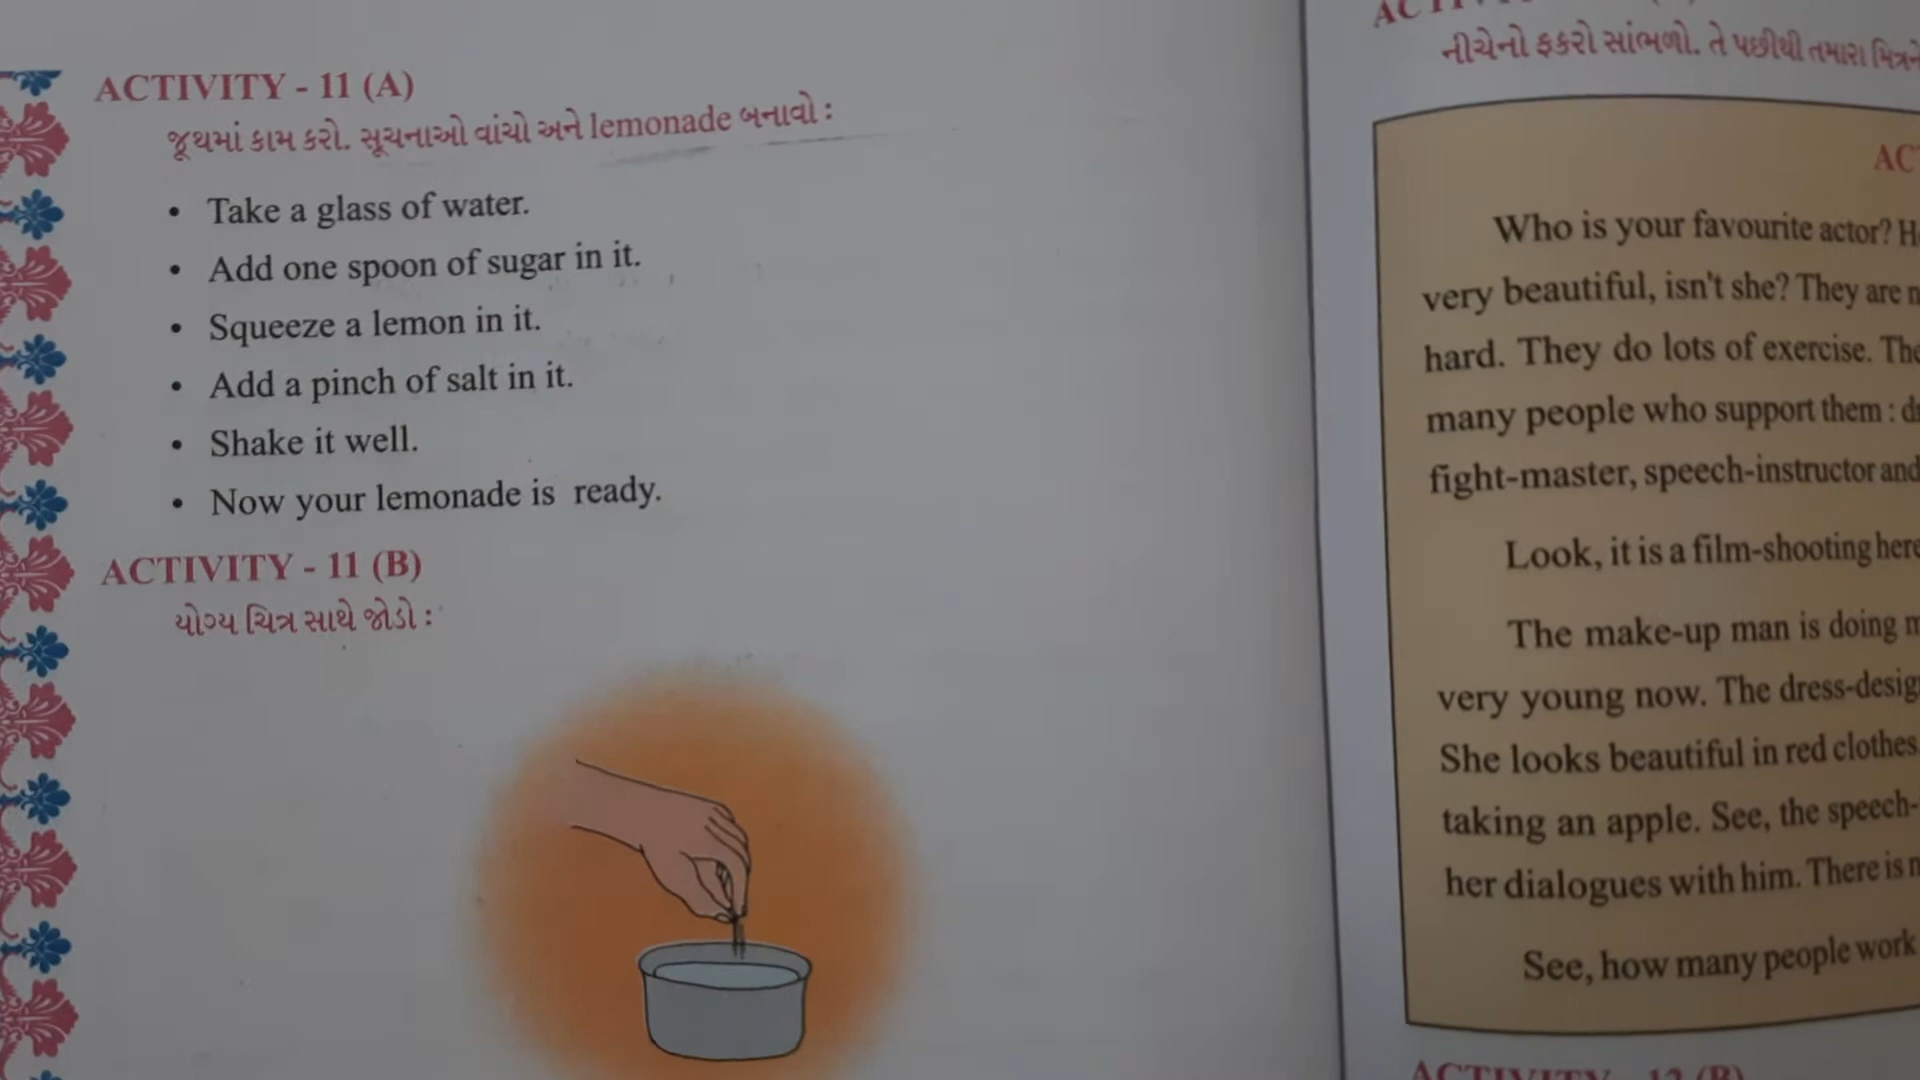 ACTIVITY - 11 (A)
જૂથમાં કામ કરો. સૂચનાઓ વાંચો અને lemonade બનાવો :
• Take a glass of water.
• Add one spoon of sugar in it.
• Squeeze a lemon in it.
• Add a pinch of salt in it.
• Shake it well.
• Now your lemonade is ready.
ACTIVITY - 11 (B)
યોગ્ય ચિત્ર સાથે જોડો :
નીચેનો ફકરો સાંભળો. તે પછીથી તમારા
Who is your favourite actor?
very beautiful, isn't she? They are
hard. They do lots of exercise.
many people who support them :
fight-master, speech-instructor and
Look, it is a film-shooting here
The make-up man is doing
very young now. The
She looks beautiful in red clothes.
taking an apple. See, the speech-
her dialogues with him. There is
See, how many people work
ACTIVITY - 12 (B)